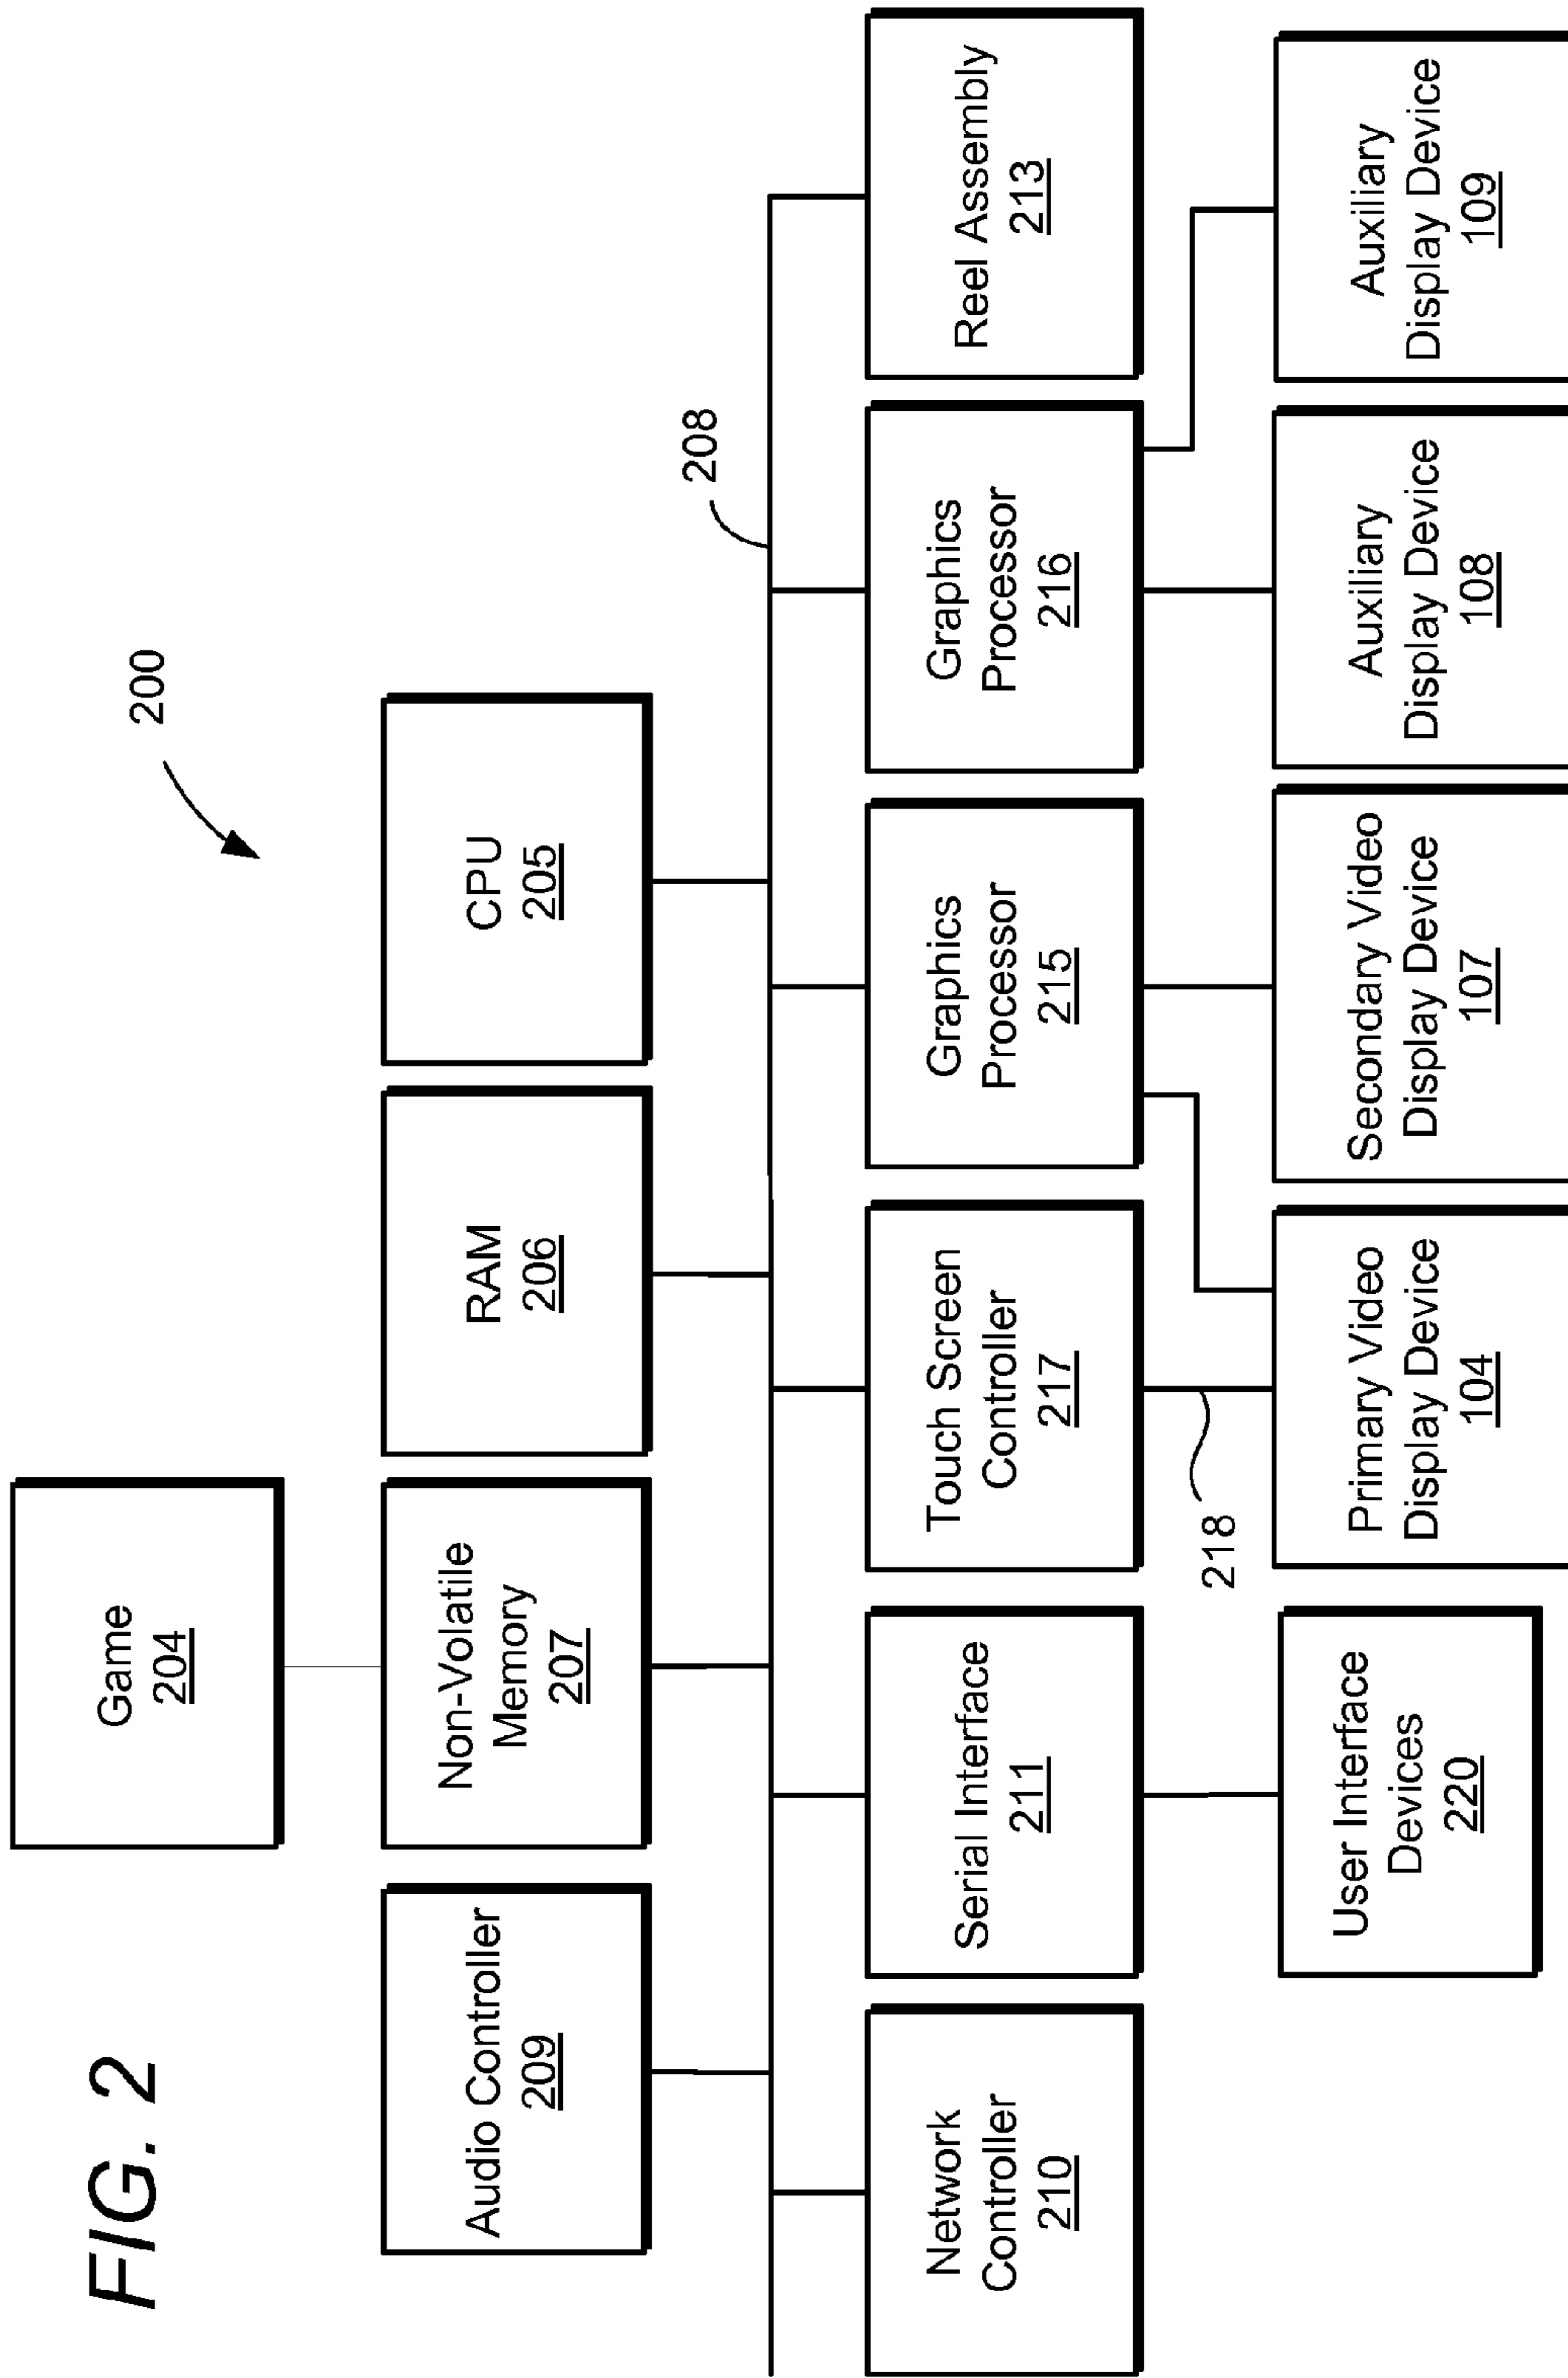 FIG. 2
200
Game
204
Audio Controller
209
Non-Volatile
Memory
207
RAM
206
CPU
205
208
Network
Controller
210
Serial Interface
211
Touch Screen
Controller
217
Graphics
Processor
215
Graphics
Processor
216
Reel Assembly
213
218
User Interface
Devices
220
Primary Video
Display Device
104
Secondary Video
Display Device
107
Auxiliary
Display Device
108
Auxiliary
Display Device
109